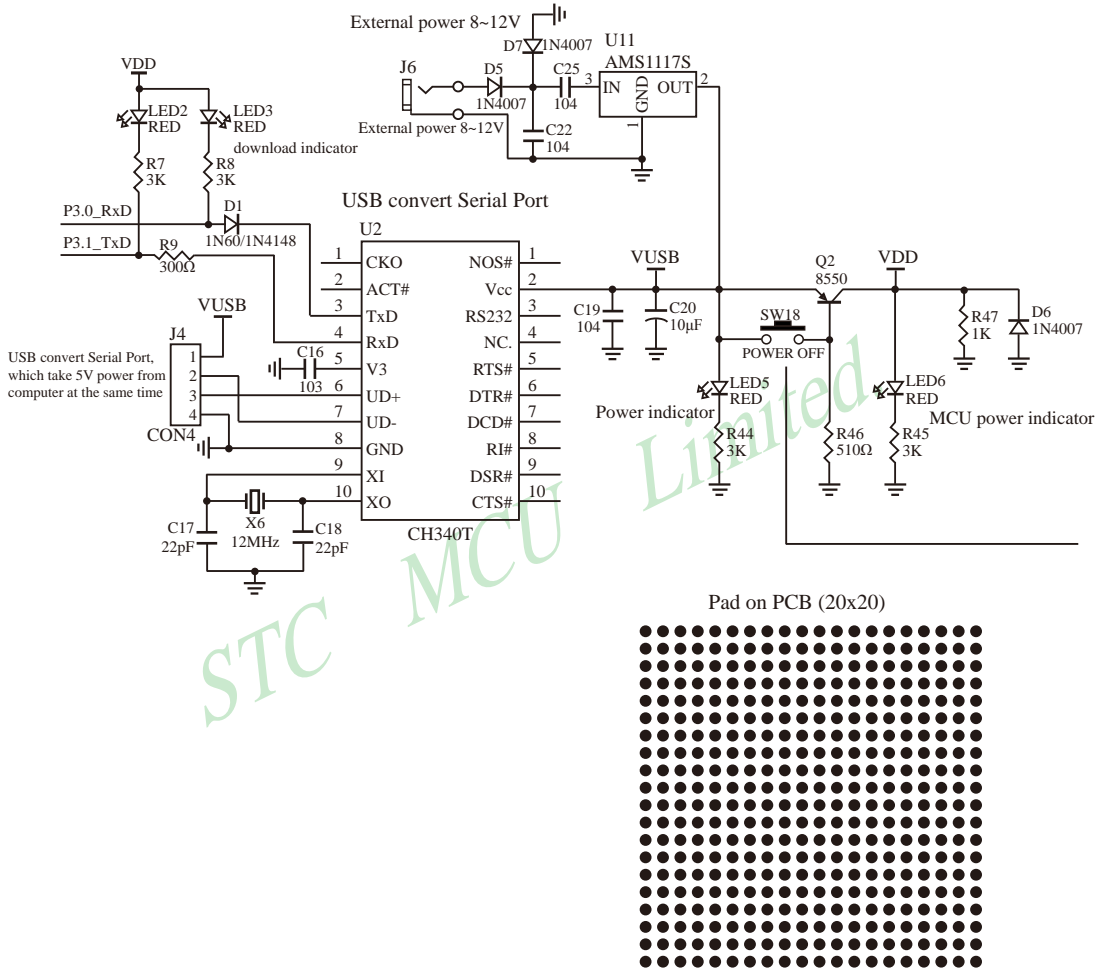 External power 8~12V
D7
1N4007
U11
AMS1117S
J6
D5
1N4007
C25
104
3
IN
GND
OUT
2
1
C22
104
External power 8~12V
VDD
LED2
RED
LED3
RED
download indicator
R7
3K
R8
3K
P3.0_RxD
D1
1N60/1N4148
P3.1_TxD
R9
300Ω
USB convert Serial Port
U2
1
CKO
NOS#
1
2
ACT#
Vcc
2
3
TxD
RS232
3
4
RxD
NC.
4
5
V3
RTS#
5
6
UD+
DTR#
6
7
UD-
DCD#
7
8
GND
RI#
8
9
XI
DSR#
9
10
XO
CTS#
10
CH340T
VUSB
J4
1
2
3
4
CON4
USB convert Serial Port,
which take 5V power from
computer at the same time
C16
103
C17
22pF
X6
12MHz
C18
22pF
VUSB
C19
104
C20
10μF
SW18
POWER OFF
Q2
8550
VDD
R47
1K
D6
1N4007
LED5
RED
Power indicator
R44
3K
R46
510Ω
LED6
RED
MCU power indicator
R45
3K
STC MCU Limited
Pad on PCB (20x20)